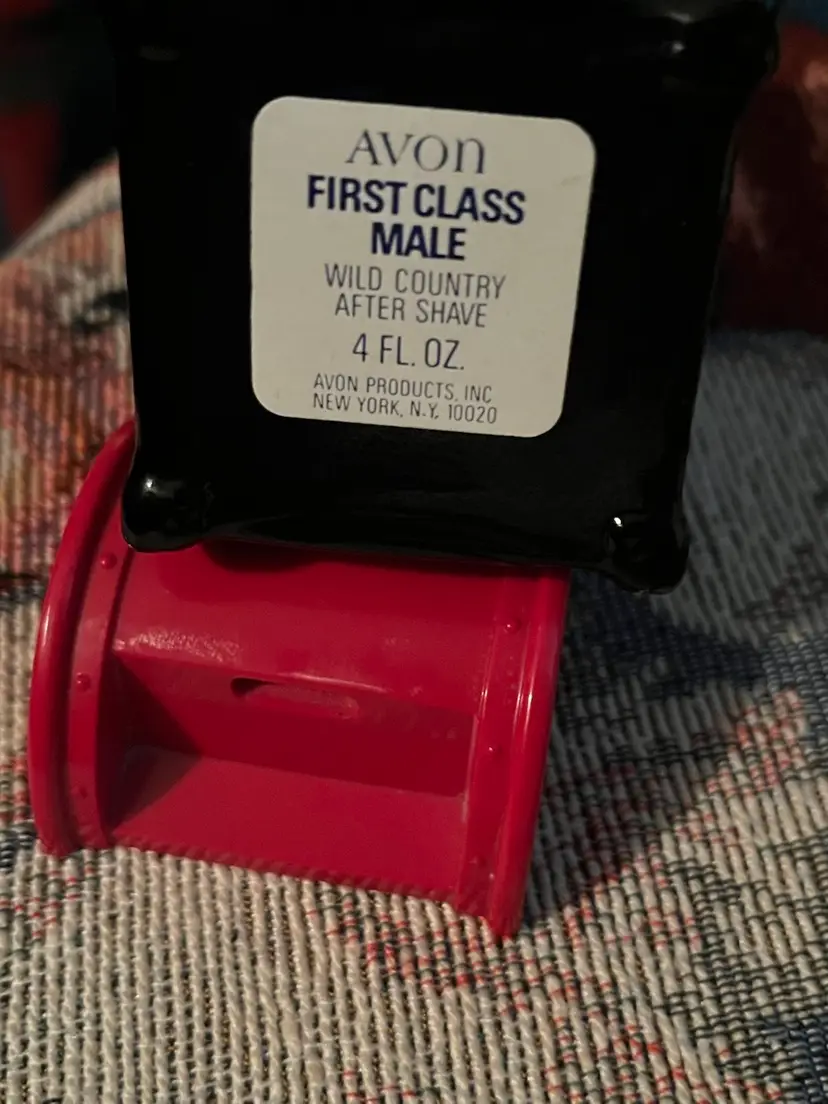 AVON
FIRST CLASS
MALE
WILD COUNTRY
AFTER SHAVE
4 FL. OZ.
AVON PRODUCTS, INC
NEW YORK, N.Y. 10020